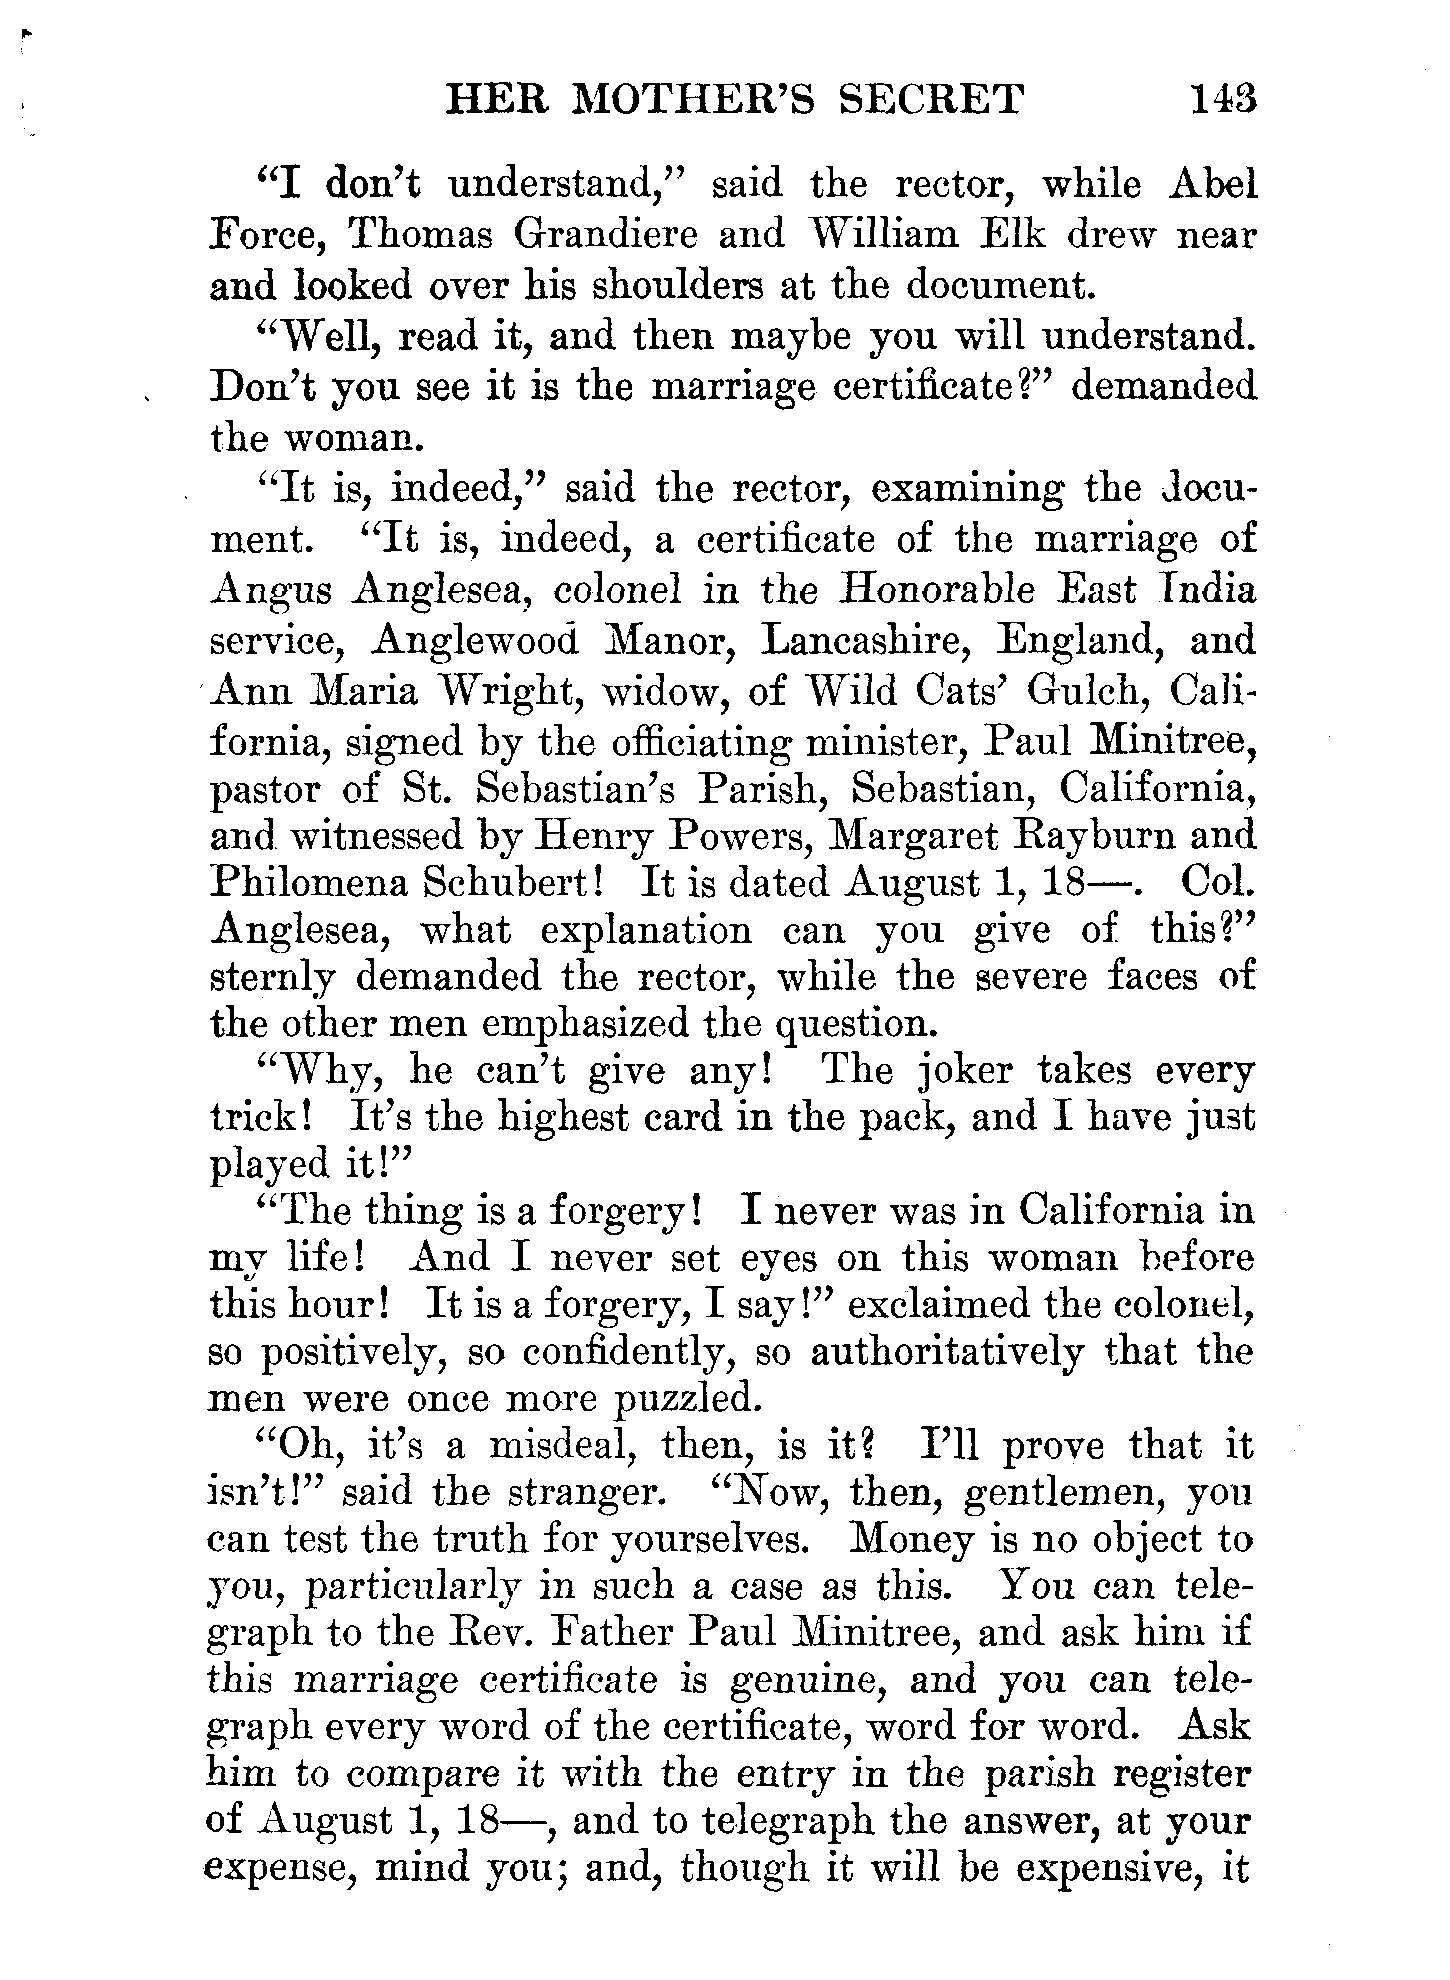 HER MOTHER'S SECRET 143
“I don't understand,” said the rector, while Abel
Force, Thomas Grandiere and William Elk drew near
and looked over his shoulders at the document.
“Well, read it, and then maybe you will understand.
Don't you see it is the marriage certificate?” demanded
the woman.
“It is, indeed,” said the rector, examining the docu-
ment. “It is, indeed, a certificate of the marriage of
Angus Anglesea, colonel in the Honorable East India
service, Anglewood Manor, Lancashire, England, and
Ann Maria Wright, widow, of Wild Cats' Gulch, Cali-
fornia, signed by the officiating minister, Paul Minitree,
pastor of St. Sebastian's Parish, Sebastian, California,
and witnessed by Henry Powers, Margaret Rayburn and
Philomena Schubert! It is dated August 1, 18—. Col.
Anglesea, what explanation can you give of this?”
sternly demanded the rector, while the severe faces of
the other men emphasized the question.
“Why, he can't give any! The joker takes every
trick! It's the highest card in the pack, and I have just
played it!”
“The thing is a forgery! I never was in California in
my life! And I never set eyes on this woman before
this hour! It is a forgery, I say!” exclaimed the colonel,
so positively, so confidently, so authoritatively that the
men were once more puzzled.
“Oh, it's a misdeal, then, is it? I'll prove that it
isn't!” said the stranger. “Now, then, gentlemen, you
can test the truth for yourselves. Money is no object to
you, particularly in such a case as this. You can tele-
graph to the Rev. Father Paul Minitree, and ask him if
this marriage certificate is genuine, and you can tele-
graph every word of the certificate, word for word. Ask
him to compare it with the entry in the parish register
of August 1, 18—, and to telegraph the answer, at your
expense, mind you; and, though it will be expensive, it